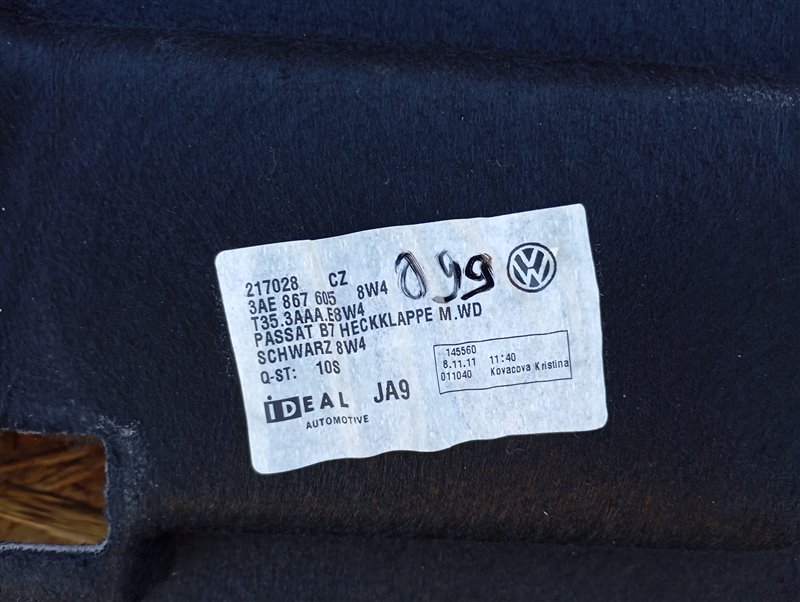 217028 CZ
3AE 867 605 8W4
T35.3AAA.E8W4
PASSAT B7 HECKKLAPPE M.WD
SCHWARZ 8W4
Q-ST: 10S
iDEAL JA9
AUTOMOTIVE
099
VW
145560
8.11.11 11:40
011040 Kovacova Kristina